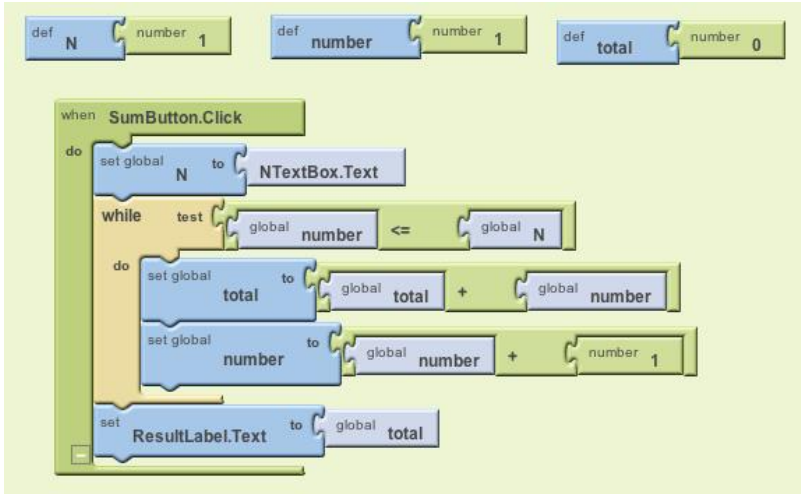 def N number 1
def number number 1
def total number 0
when SumButton.Click
do set global N to NTextBox.Text
while test global number <= global N
do set global total to global total + global number
set global number to global number + number 1
set ResultLabel.Text to global total